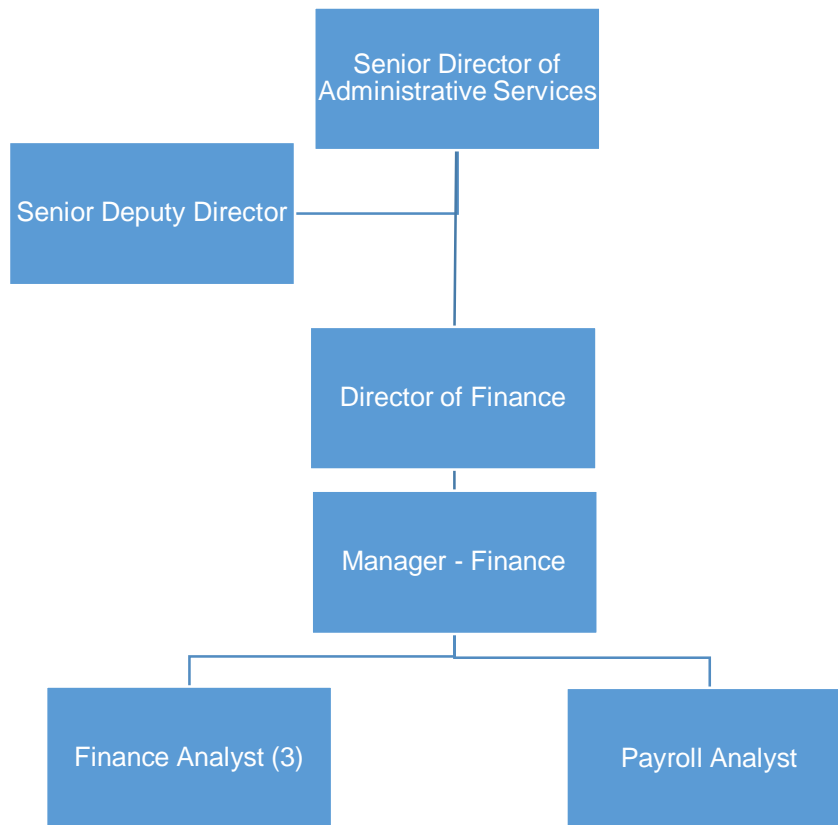 Senior Director of
Administrative Services
Senior Deputy Director
Director of Finance
Manager - Finance
Finance Analyst (3)
Payroll Analyst